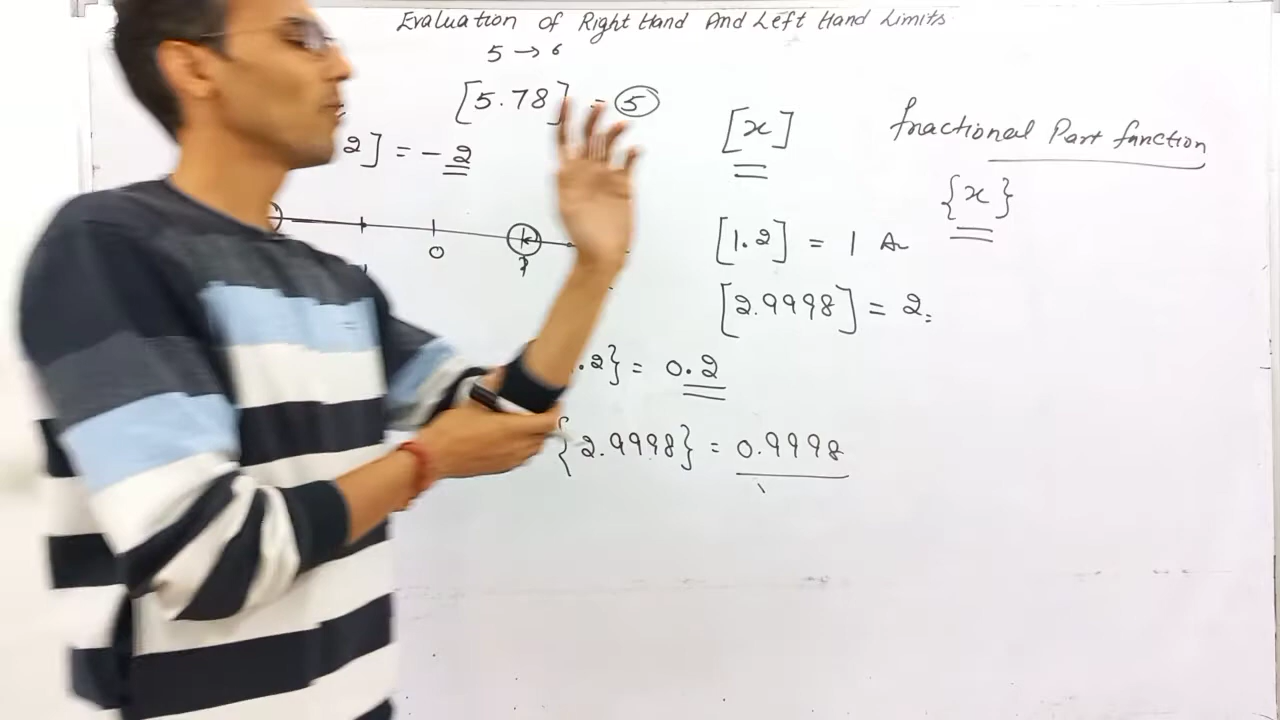 Evaluation of Right Hand And Left Hand Limits
5 → 6
[5.78] = 5
2] = -2
[x]
fractional Part function
{x}
0
[1.2] = 1 A
[2.9998] = 2.
.2} = 0.2
{2.9998} = 0.9998